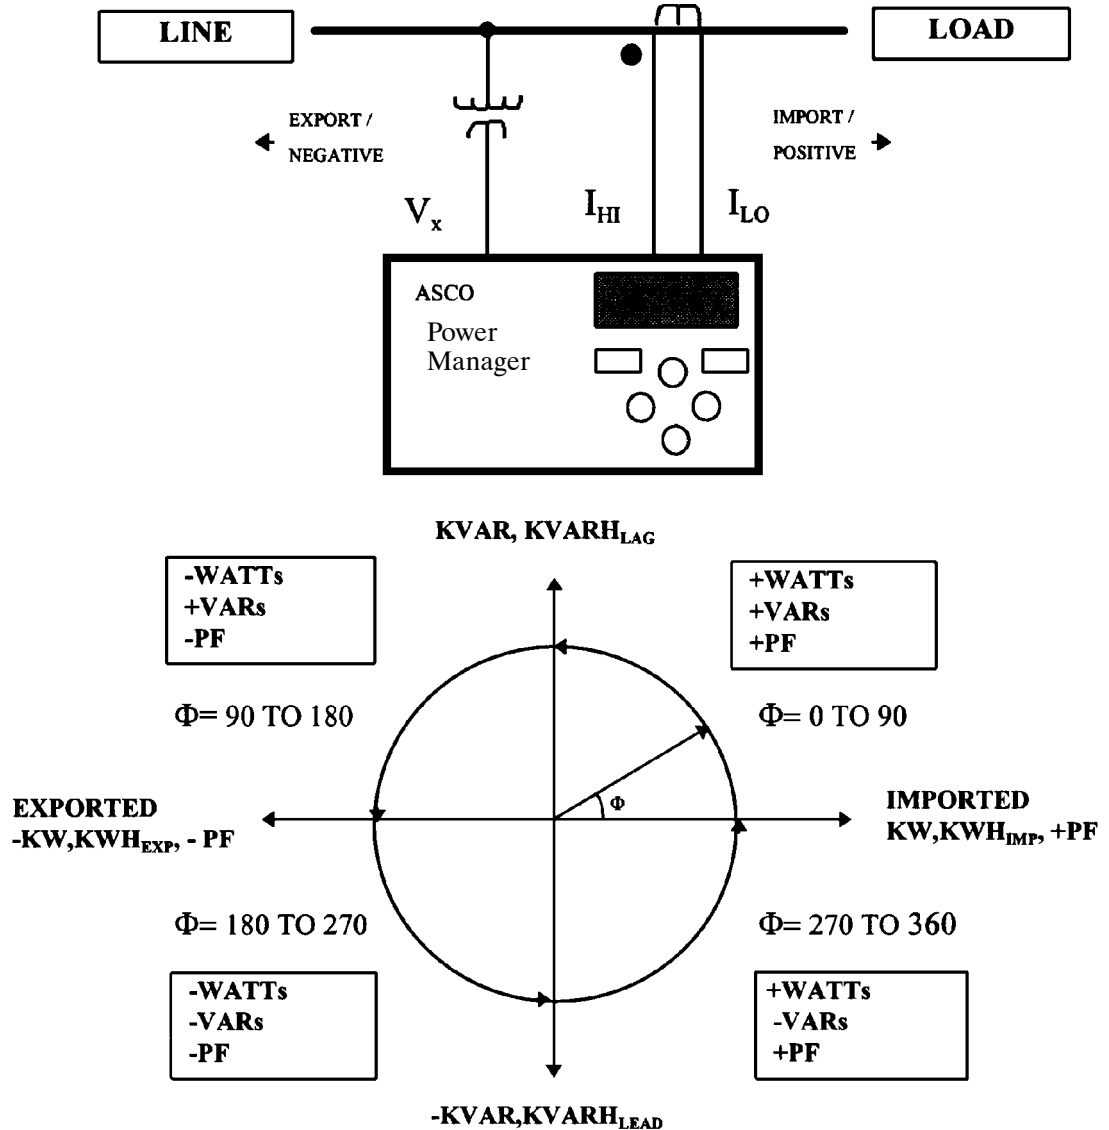 LINE
LOAD
EXPORT /
NEGATIVE
IMPORT /
POSITIVE
Vx
IHI
ILO
ASCO
Power
Manager
KVAR, KVARHLAG
-WATTs
+VARs
-PF
+WATTs
+VARs
+PF
Φ= 90 TO 180
Φ= 0 TO 90
Φ
EXPORTED
-KW,KWHEXP, - PF
IMPORTED
KW,KWHIMP, +PF
Φ= 180 TO 270
Φ= 270 TO 360
-WATTs
-VARs
-PF
+WATTs
-VARs
+PF
-KVAR,KVARHLEAD